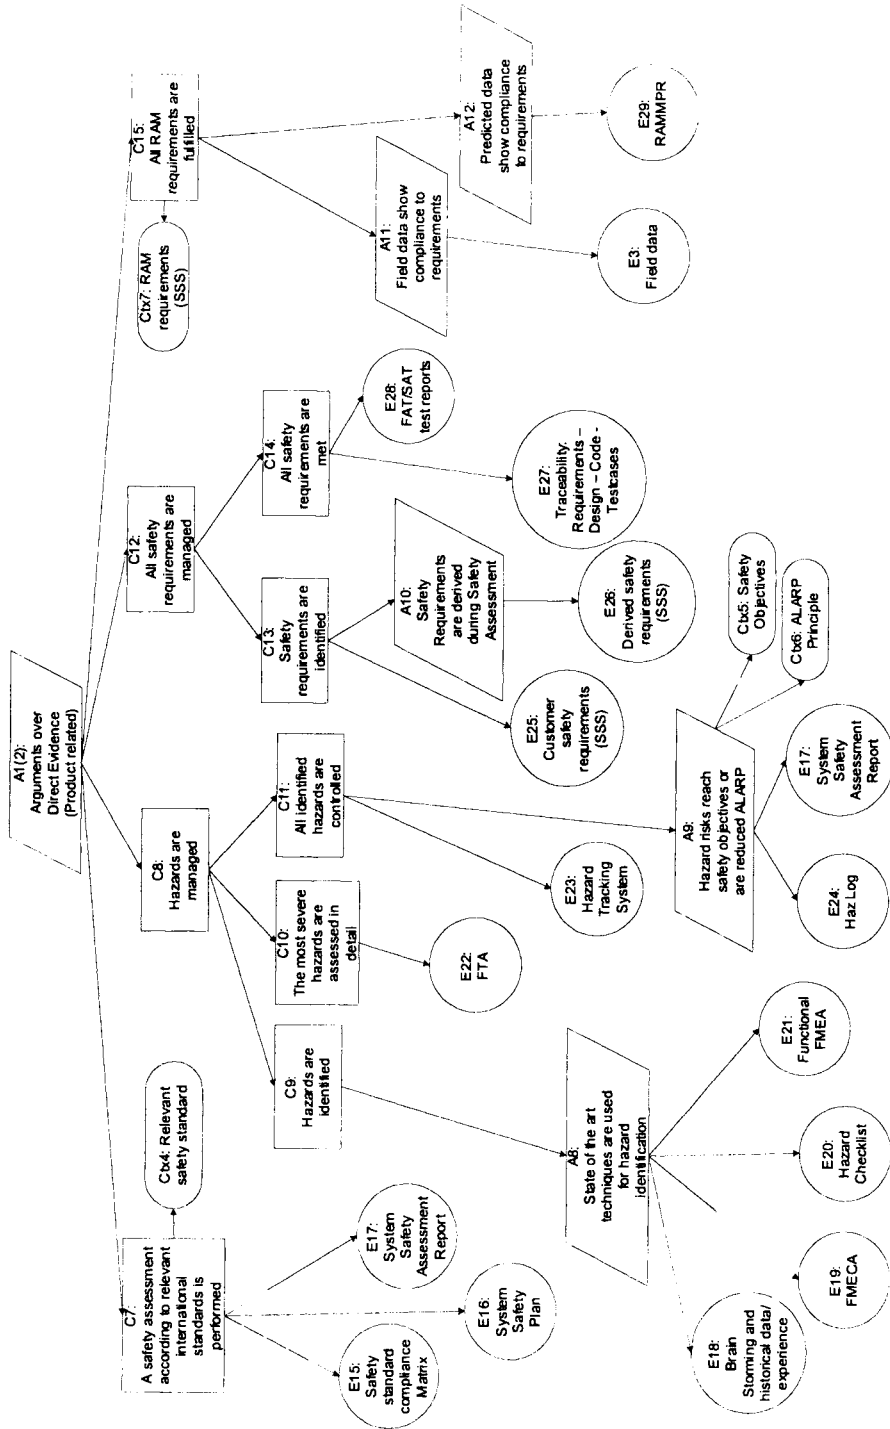 A1(2):
Arguments over
Direct Evidence
(Product related)
C7:
A safety assessment
according to relevant
international
standards is
performed
Ctx4: Relevant
safety standard
C8:
Hazards are
managed
C12:
All safety
requirements are
managed
C15:
All RAM
requirements are
fulfilled
Ctx7: RAM
requirements
(SSS)
E15:
Safety
standard
compliance
Matrix
E16:
System
Safety
Plan
E17:
System
Safety
Assessment
Report
C9:
Hazards are
identified
C10:
The most severe
hazards are
assessed in
detail
C11:
All identified
hazards are
controlled
C13:
Safety
requirements are
identified
C14:
All safety
requirements are
met
E28:
FAT/SAT
test reports
A11:
Field data show
compliance to
requirements
A12:
Predicted data
show compliance
to requirements
E22:
FTA
E23:
Hazard
Tracking
System
E25:
Customer
safety
requirements
(SSS)
A10:
Safety
Requirements
are derived
during Safety
Assessment
E27:
Traceability:
Requirements –
Design – Code -
Testcases
E3:
Field data
E29:
RAMMPR
E26:
Derived safety
requirements
(SSS)
A8:
State of the art
techniques are used
for hazard
identification
A9:
Hazard risks reach
safety objectives or
are reduced ALARP
Ctx5: Safety
Objectives
Ctx6: ALARP
Principle
E18:
Brain
Storming and
historical data/
experience
E19:
FMECA
E20:
Hazard
Checklist
E21:
Functional
FMEA
E24:
Haz Log
E17:
System
Safety
Assessment
Report